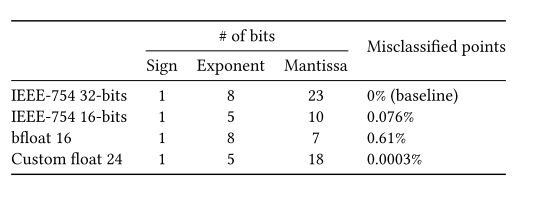 # of bits
Misclassified points
Sign Exponent Mantissa
IEEE-754 32-bits 1 8 23 0% (baseline)
IEEE-754 16-bits 1 5 10 0.076%
bfloat 16 1 8 7 0.61%
Custom float 24 1 5 18 0.0003%